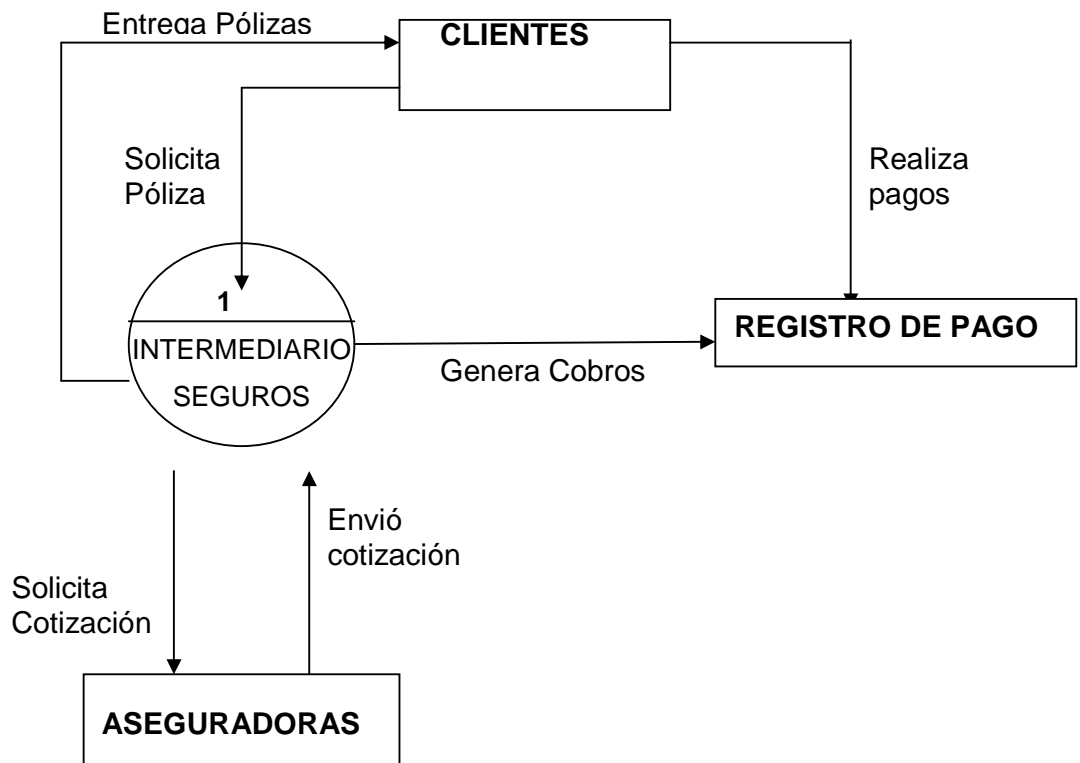 Entrega Pólizas
CLIENTES
Solicita
Póliza
Realiza
pagos
1
INTERMEDIARIO
SEGUROS
REGISTRO DE PAGO
Genera Cobros
Envió
cotización
Solicita
Cotización
ASEGURADORAS